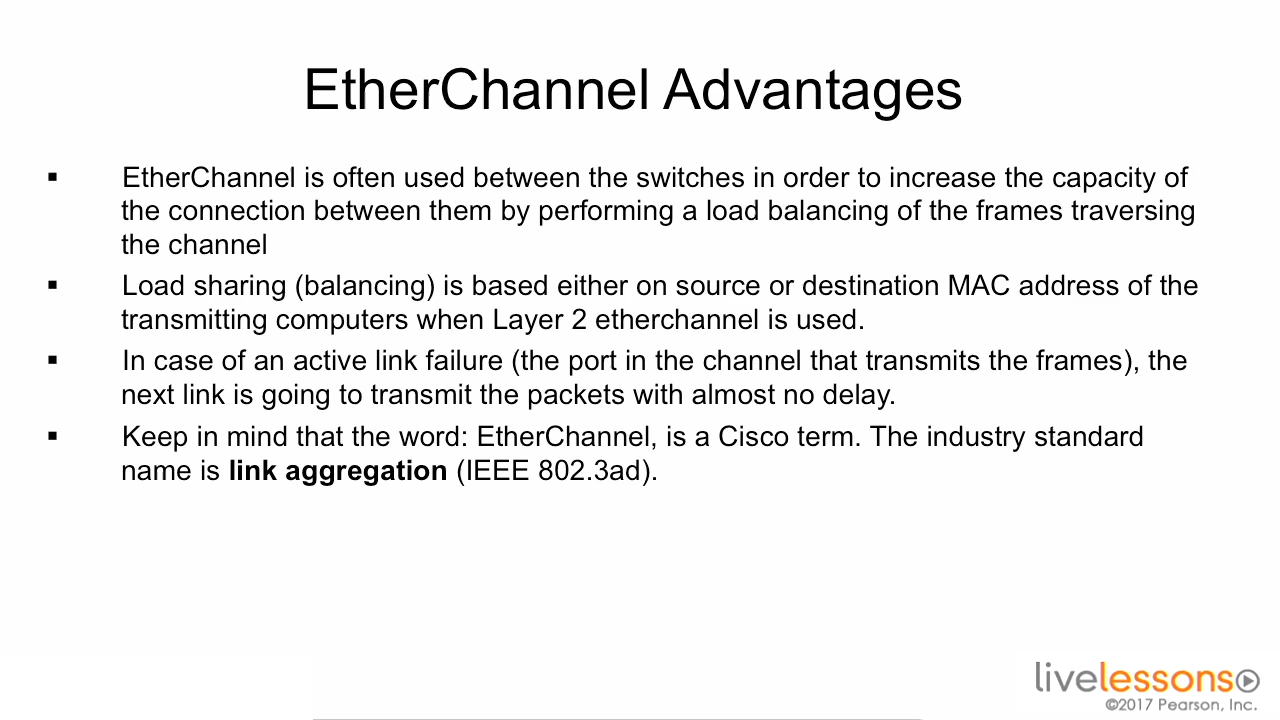 EtherChannel Advantages
▪ EtherChannel is often used between the switches in order to increase the capacity of
the connection between them by performing a load balancing of the frames traversing
the channel
▪ Load sharing (balancing) is based either on source or destination MAC address of the
transmitting computers when Layer 2 etherchannel is used.
▪ In case of an active link failure (the port in the channel that transmits the frames), the
next link is going to transmit the packets with almost no delay.
▪ Keep in mind that the word: EtherChannel, is a Cisco term. The industry standard
name is link aggregation (IEEE 802.3ad).
livelessons
©2017 Pearson, Inc.